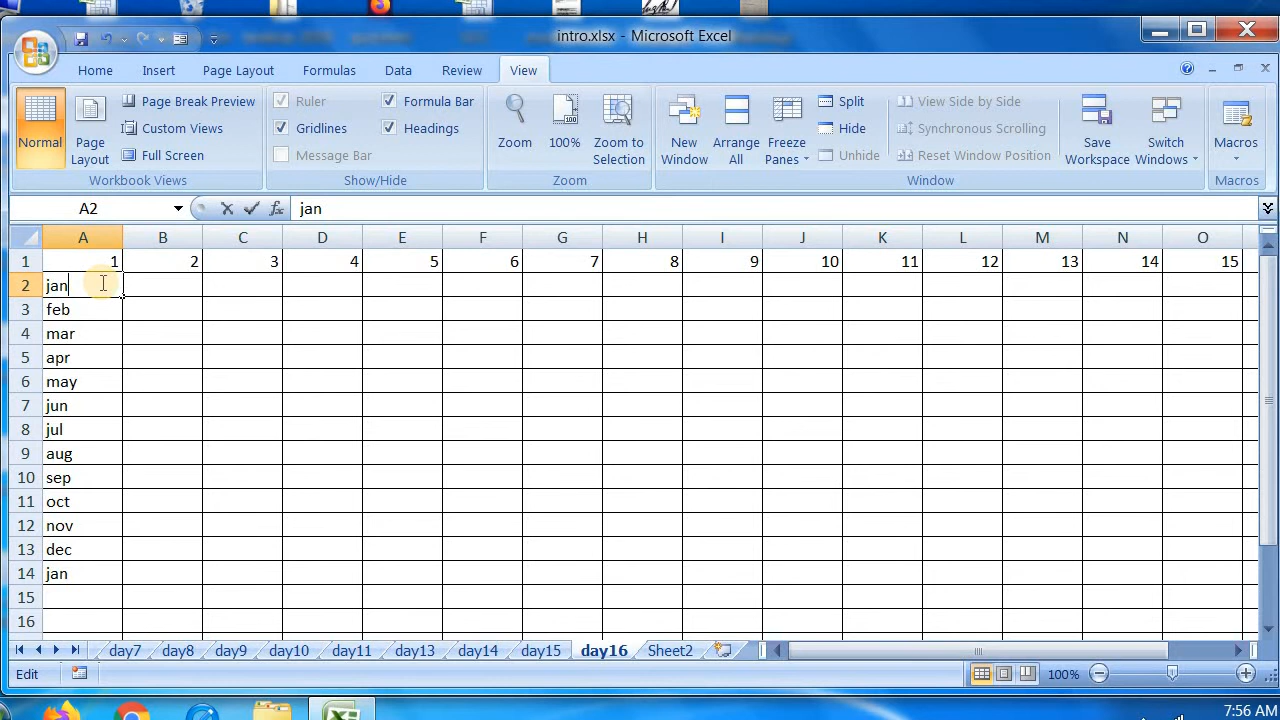 intro.xlsx - Microsoft Excel
Home Insert Page Layout Formulas Data Review View
Normal
Page Layout
Page Break Preview
Custom Views
Full Screen
Workbook Views
Ruler
Gridlines
Message Bar
Formula Bar
Headings
Show/Hide
Zoom
100%
Zoom to Selection
Zoom
New Window
Arrange All
Freeze Panes
Split
Hide
Unhide
View Side by Side
Synchronous Scrolling
Reset Window Position
Save Workspace
Switch Windows
Window
Macros
Macros
A2 fx jan
A B C D E F G H I J K L M N O
1 1 2 3 4 5 6 7 8 9 10 11 12 13 14 15
2 jan
3 feb
4 mar
5 apr
6 may
7 jun
8 jul
9 aug
10 sep
11 oct
12 nov
13 dec
14 jan
15
16
day7 day8 day9 day10 day11 day13 day14 day15 day16 Sheet2
Edit 100%
7:56 AM